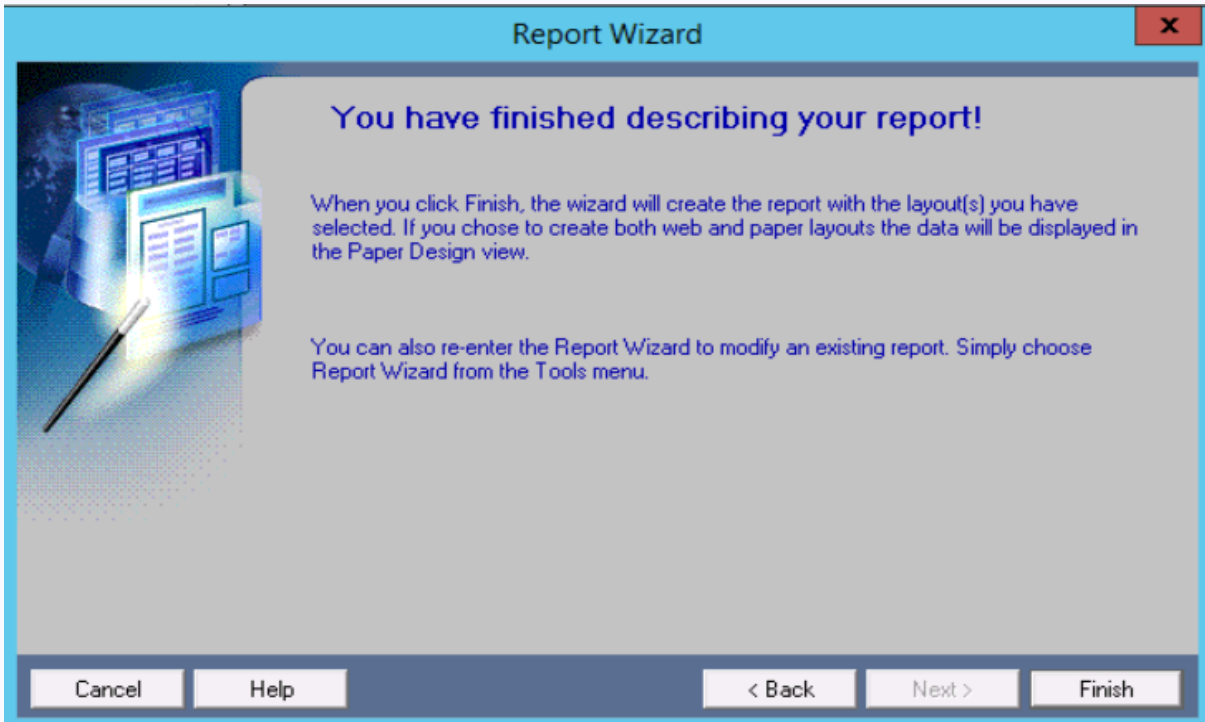 Report Wizard
x
You have finished describing your report!
When you click Finish, the wizard will create the report with the layout(s) you have
selected. If you chose to create both web and paper layouts the data will be displayed in
the Paper Design view.
You can also re-enter the Report Wizard to modify an existing report. Simply choose
Report Wizard from the Tools menu.
Cancel
Help
< Back
Next >
Finish